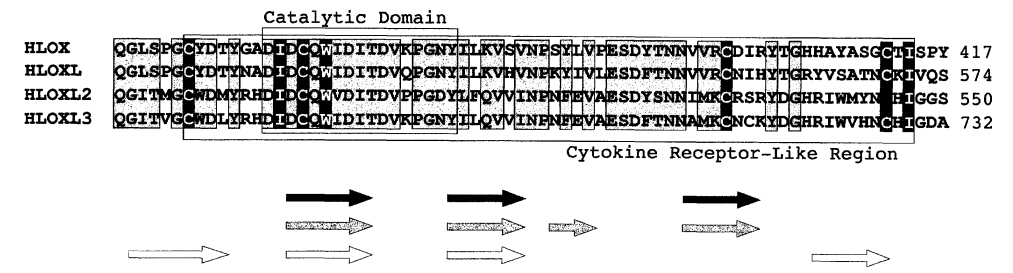 Catalytic Domain
HLOX QGLSPGCYDTYGADIDCQWIDITDVKPGNYILKVSVNPSYLVPESDYTNNVVRCDIRYTGHHAYASGCTISPY 417
HLOXL QGLSPGCYDTYNADIDCQWIDITDVQPGNYILKVHVNPKYIVLESDFTNNVVRCNIHYTGRYVSATNCKIVQS 574
HLOXL2 QGITMGCWDMYRHDIDCQWVDITDVPPGDYLFQVVINPNFEVAESDYSNNIMKCRSRYDGHRIWMYNCHIGGS 550
HLOXL3 QGITVGCWDLYRHDIDCQWIDITDVKPGNYILQVVINPNFEVAESDFTNNAMKCNCKYDGHRIWVHNCHIGDA 732
Cytokine Receptor-Like Region